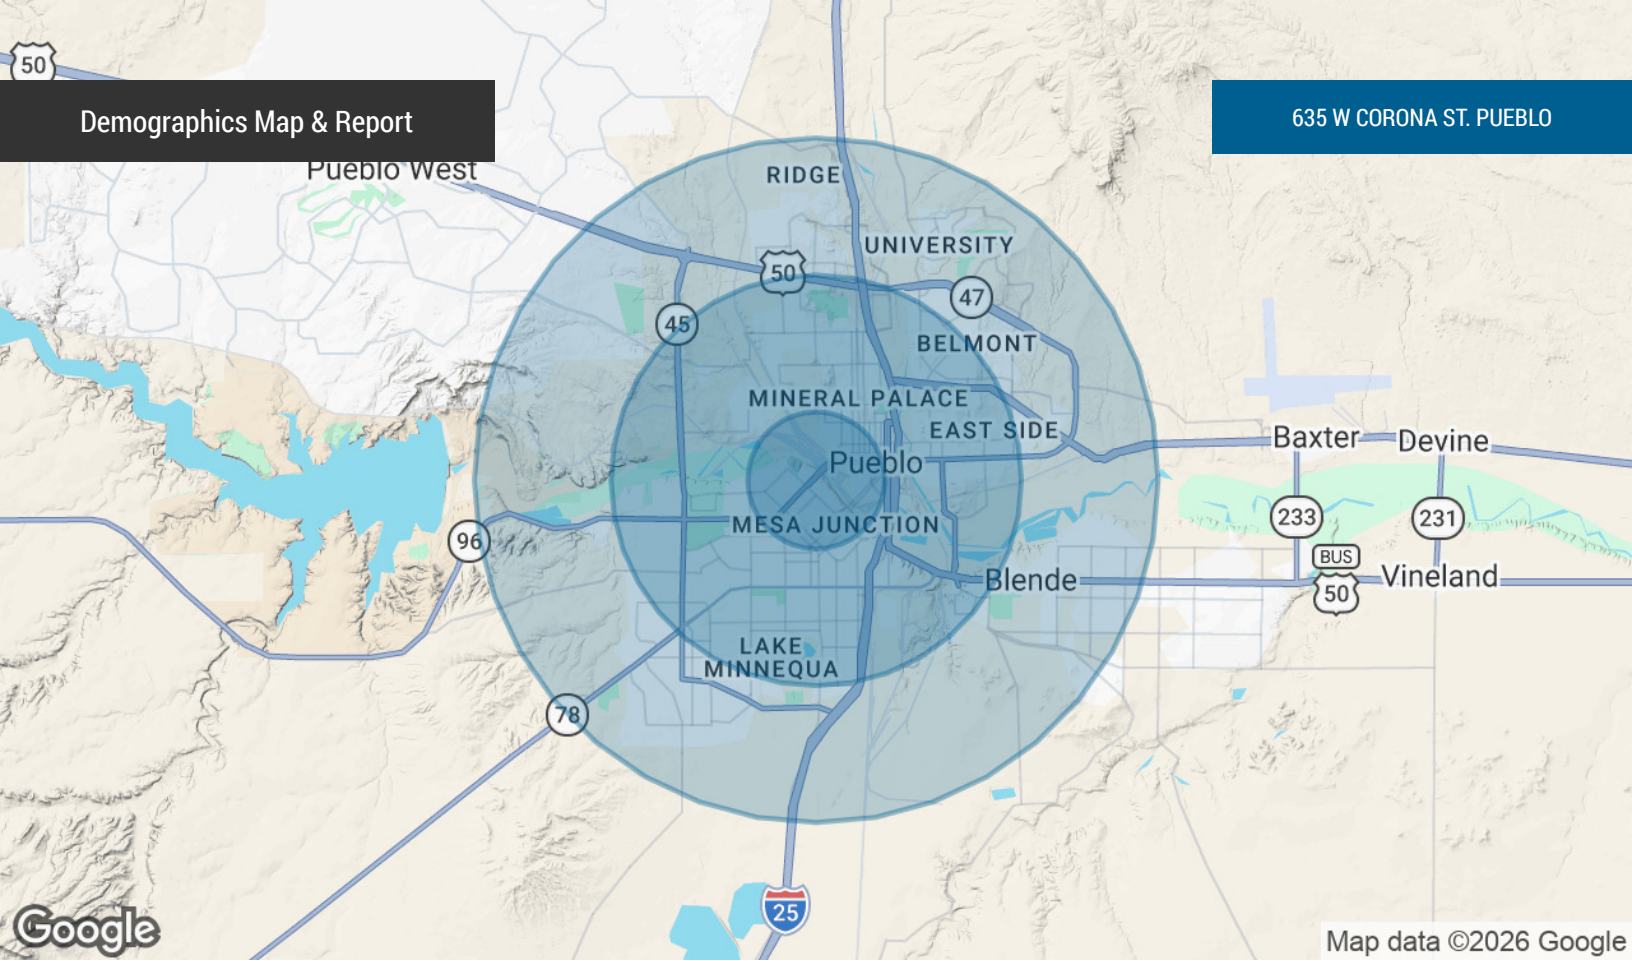 50
Demographics Map & Report
635 W CORONA ST. PUEBLO
Pueblo West
RIDGE
UNIVERSITY
50
47
45
BELMONT
MINERAL PALACE
EAST SIDE
Baxter
Devine
Pueblo
MESA JUNCTION
233
231
96
BUS
50
Blende
Vineland
LAKE
MINNEQUA
78
25
Google
Map data ©2026 Google